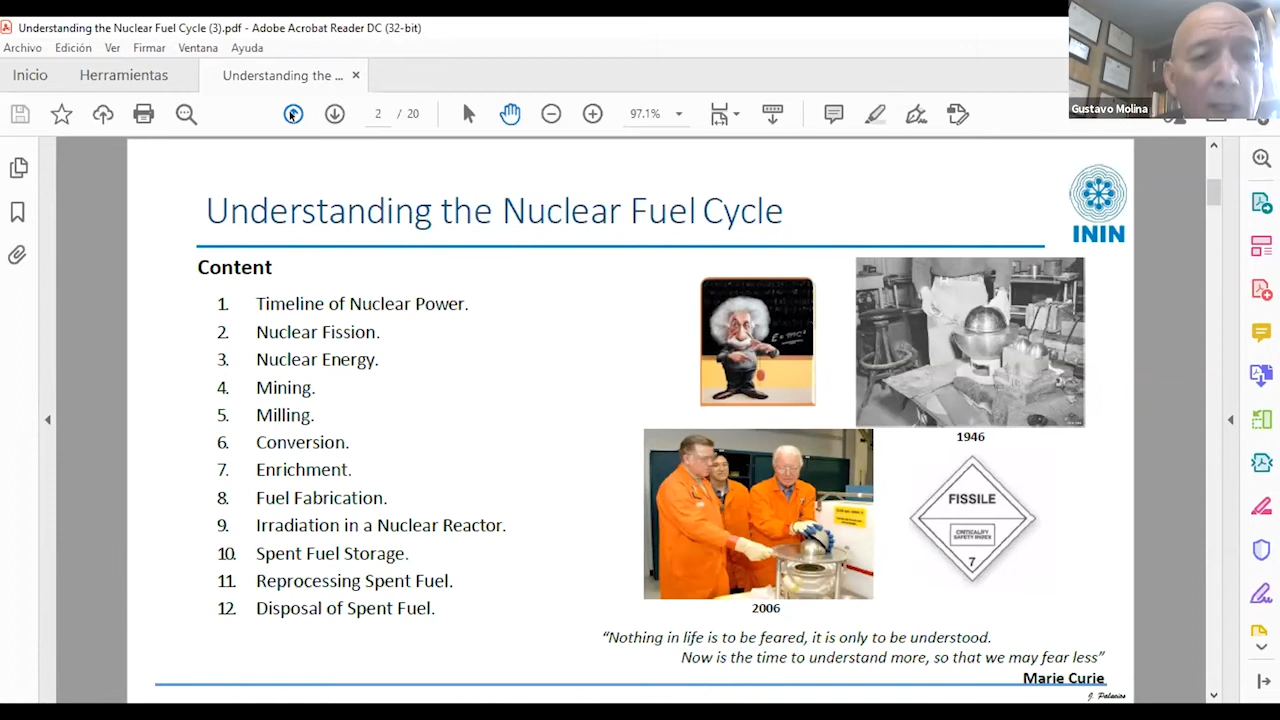 Understanding the Nuclear Fuel Cycle (3).pdf - Adobe Acrobat Reader DC (32-bit)
Archivo Edición Ver Firmar Ventana Ayuda
Inicio Herramientas Understanding the ... ×
2 / 20 97.1%
Gustavo Molina
Understanding the Nuclear Fuel Cycle
ININ
Content
1. Timeline of Nuclear Power.
2. Nuclear Fission.
3. Nuclear Energy.
4. Mining.
5. Milling.
6. Conversion.
7. Enrichment.
8. Fuel Fabrication.
9. Irradiation in a Nuclear Reactor.
10. Spent Fuel Storage.
11. Reprocessing Spent Fuel.
12. Disposal of Spent Fuel.
E=mc²
1946
2006
FISSILE
CRITICALITY
SAFETY INDEX
7
“Nothing in life is to be feared, it is only to be understood.
Now is the time to understand more, so that we may fear less”
Marie Curie
J. Palacios